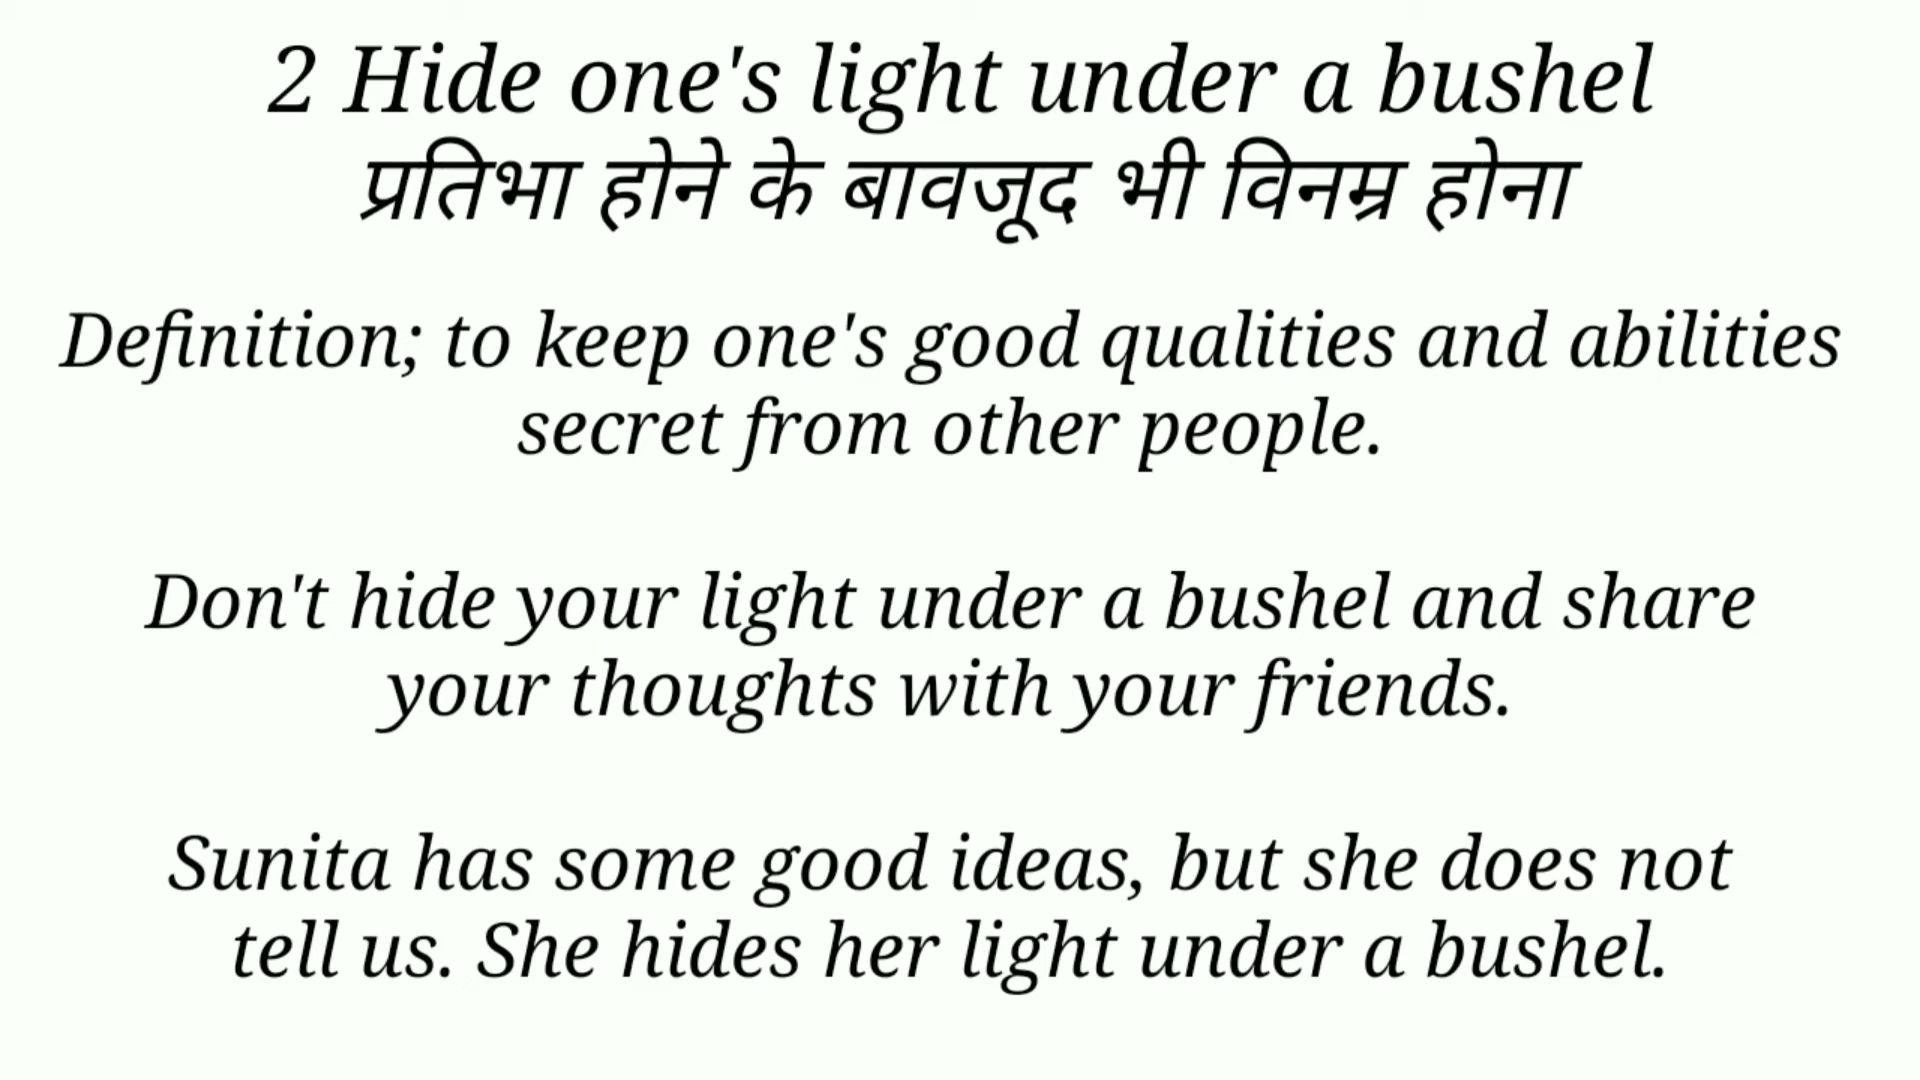 2 Hide one's light under a bushel
प्रतिभा होने के बावजूद भी विनम्र होना
Definition; to keep one's good qualities and abilities
secret from other people.
Don't hide your light under a bushel and share
your thoughts with your friends.
Sunita has some good ideas, but she does not
tell us. She hides her light under a bushel.